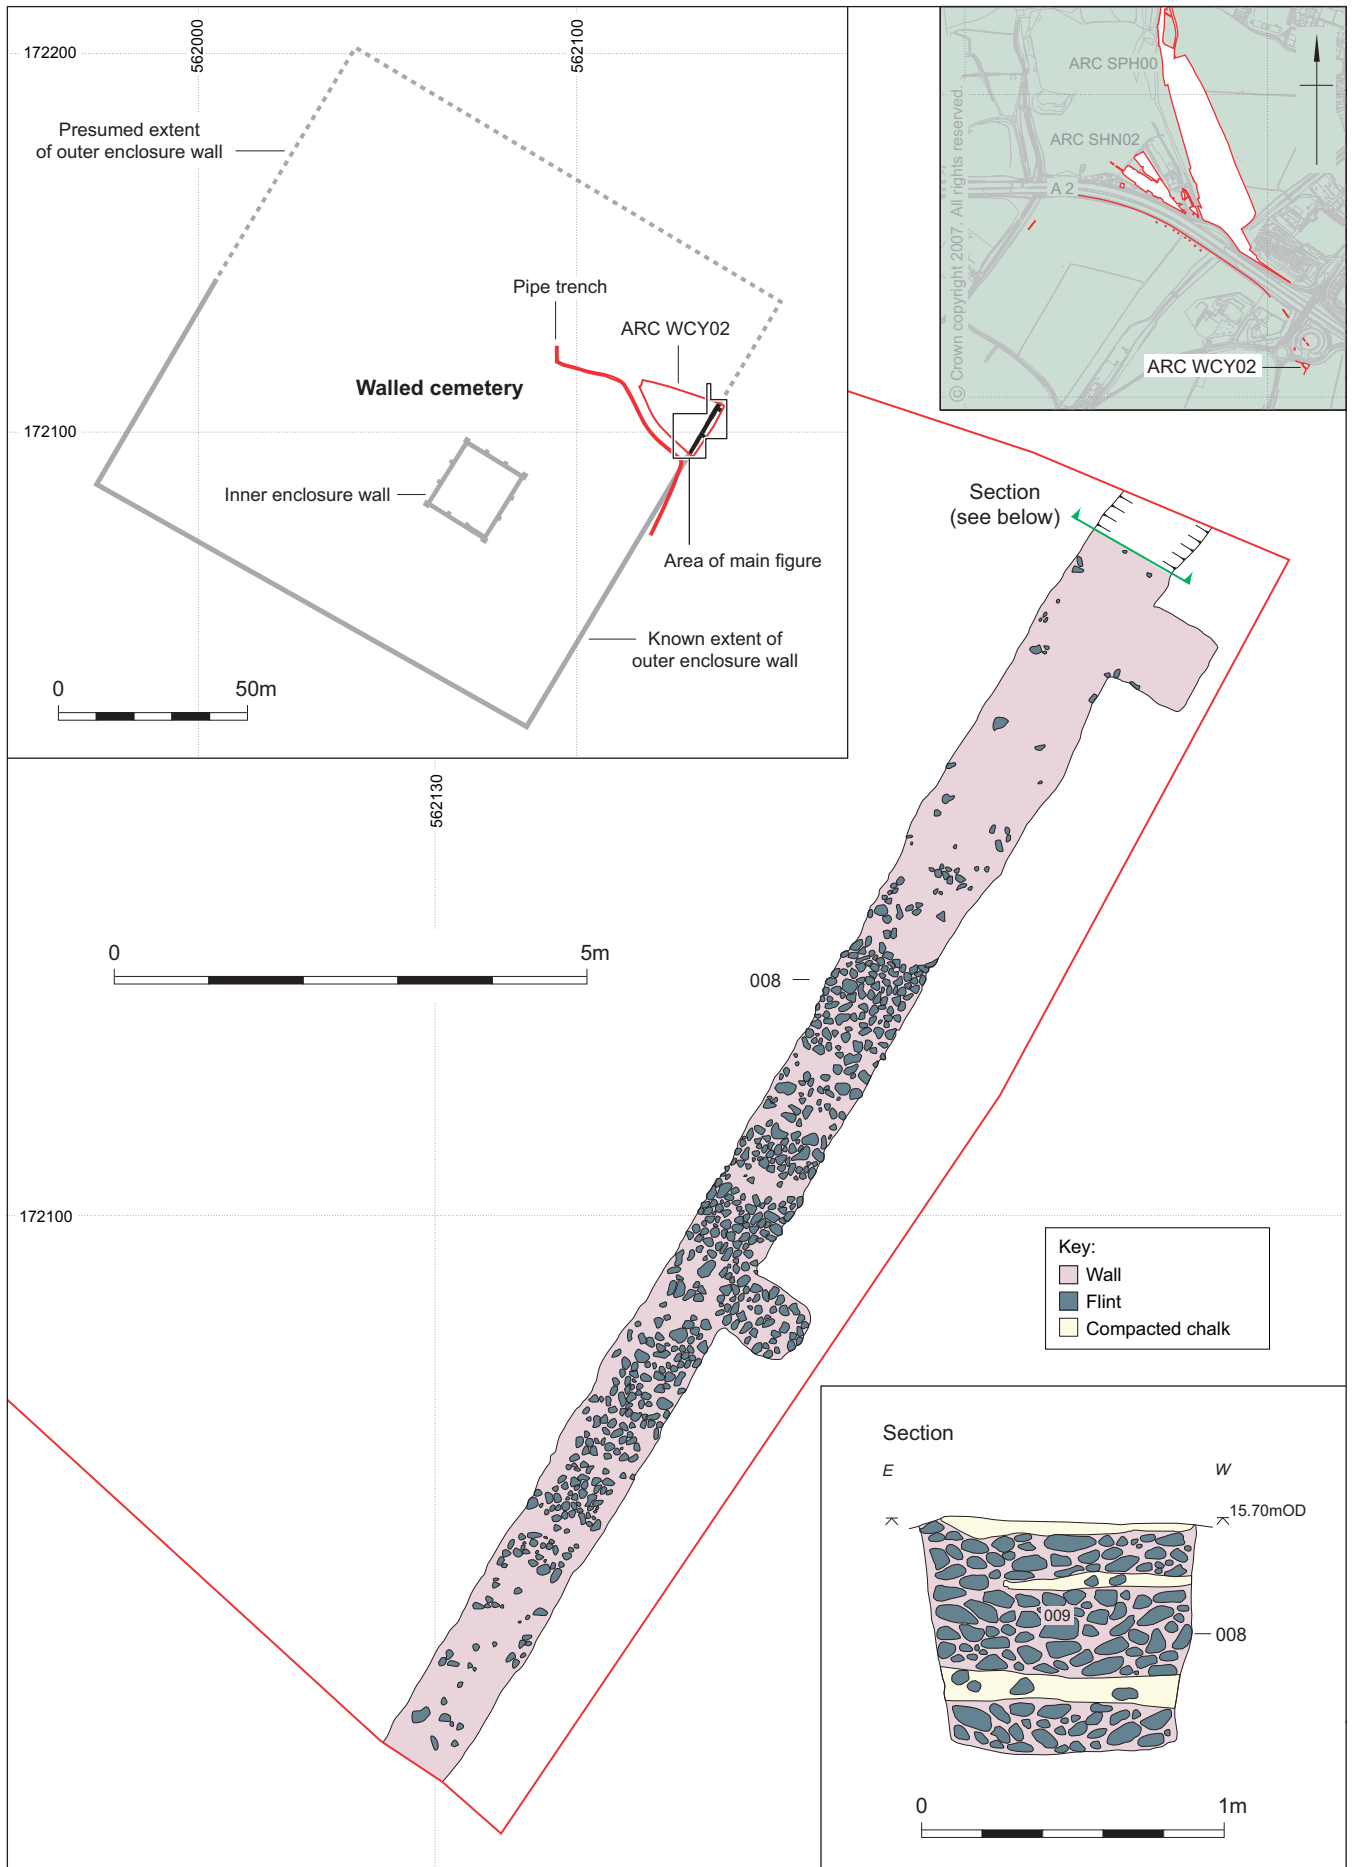 562000
562100
172200
Presumed extent
of outer enclosure wall
Pipe trench
ARC WCY02
Walled cemetery
172100
Inner enclosure wall
Area of main figure
Known extent of
outer enclosure wall
0 50m
ARC SPH00
ARC SHN02
A 2
© Crown copyright 2007. All rights reserved.
ARC WCY02
Section
(see below)
562130
0 5m
008
172100
Key:
Wall
Flint
Compacted chalk
Section
E W
15.70mOD
009
008
0 1m